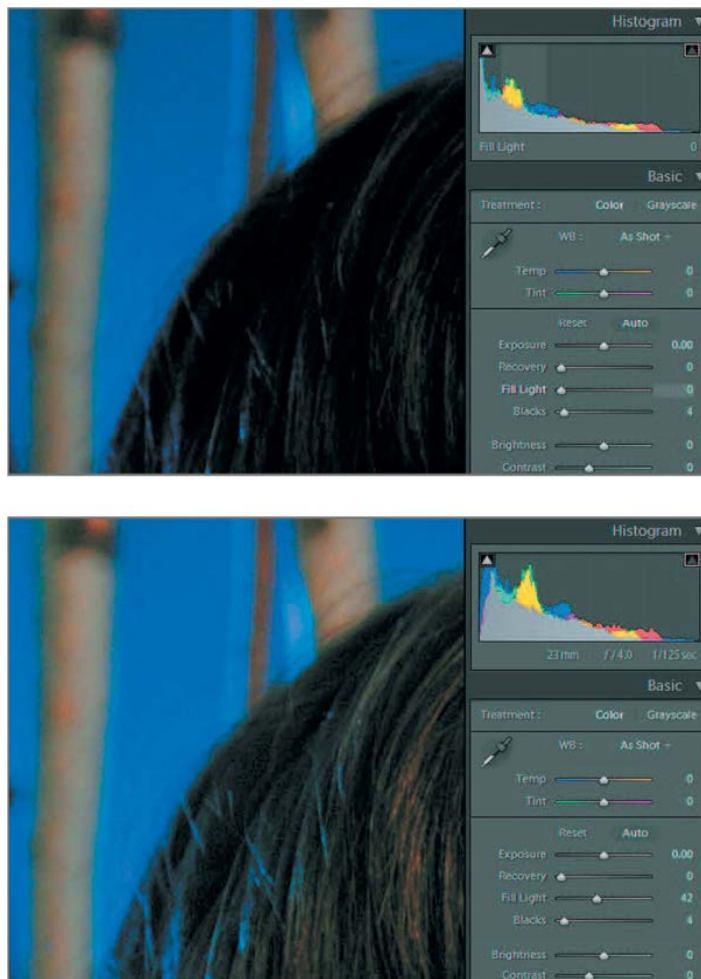 Histogram
Fill Light 0
Basic
Treatment : Color Grayscale
WB : As Shot
Temp 0
Tint 0
Reset Auto
Exposure 0.00
Recovery 0
Fill Light 0
Blacks 4
Brightness 0
Contrast 0
Histogram
23mm f / 4.0 1/125 sec
Basic
Treatment : Color Grayscale
WB : As Shot
Temp 0
Tint 0
Reset Auto
Exposure 0.00
Recovery 0
Fill Light 42
Blacks 4
Brightness 0
Contrast 0